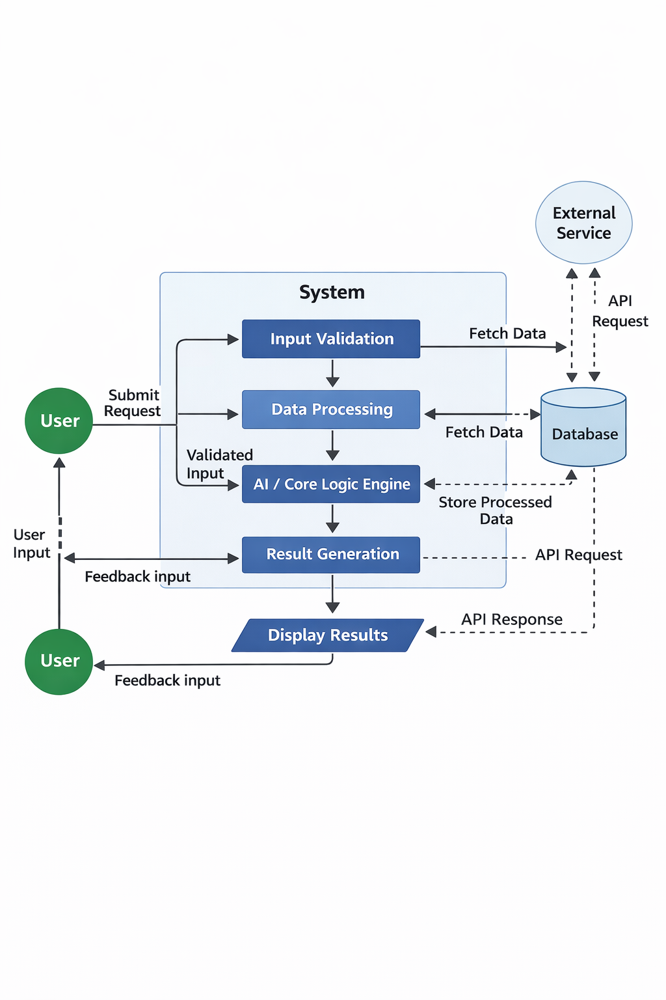 External
Service
API
Request
System
Input Validation
Fetch Data
Submit
Request
User
Data Processing
Fetch Data
Database
Validated
Input
AI / Core Logic Engine
Store Processed
Data
User
Input
Result Generation
API Request
Feedback input
API Response
Display Results
User
Feedback input